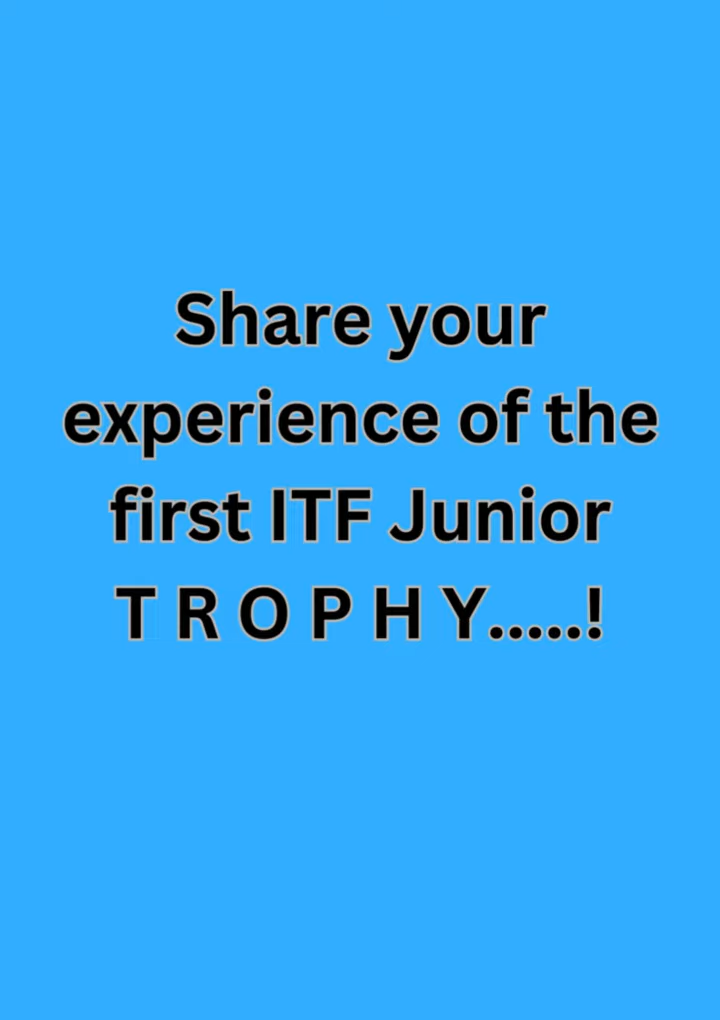 Share your
experience of the
first ITF Junior
T R O P H Y.....!